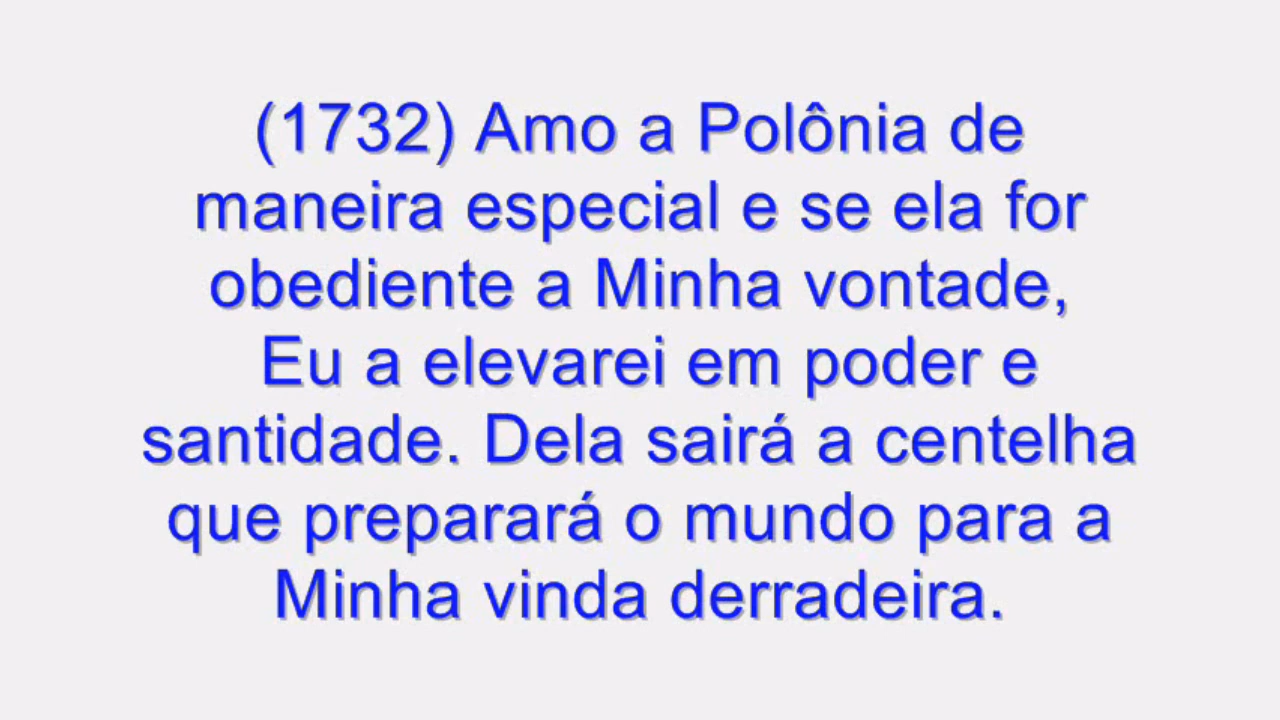 (1732) Amo a Polônia de
maneira especial e se ela for
obediente a Minha vontade,
Eu a elevarei em poder e
santidade. Dela sairá a centelha
que preparará o mundo para a
Minha vinda derradeira.